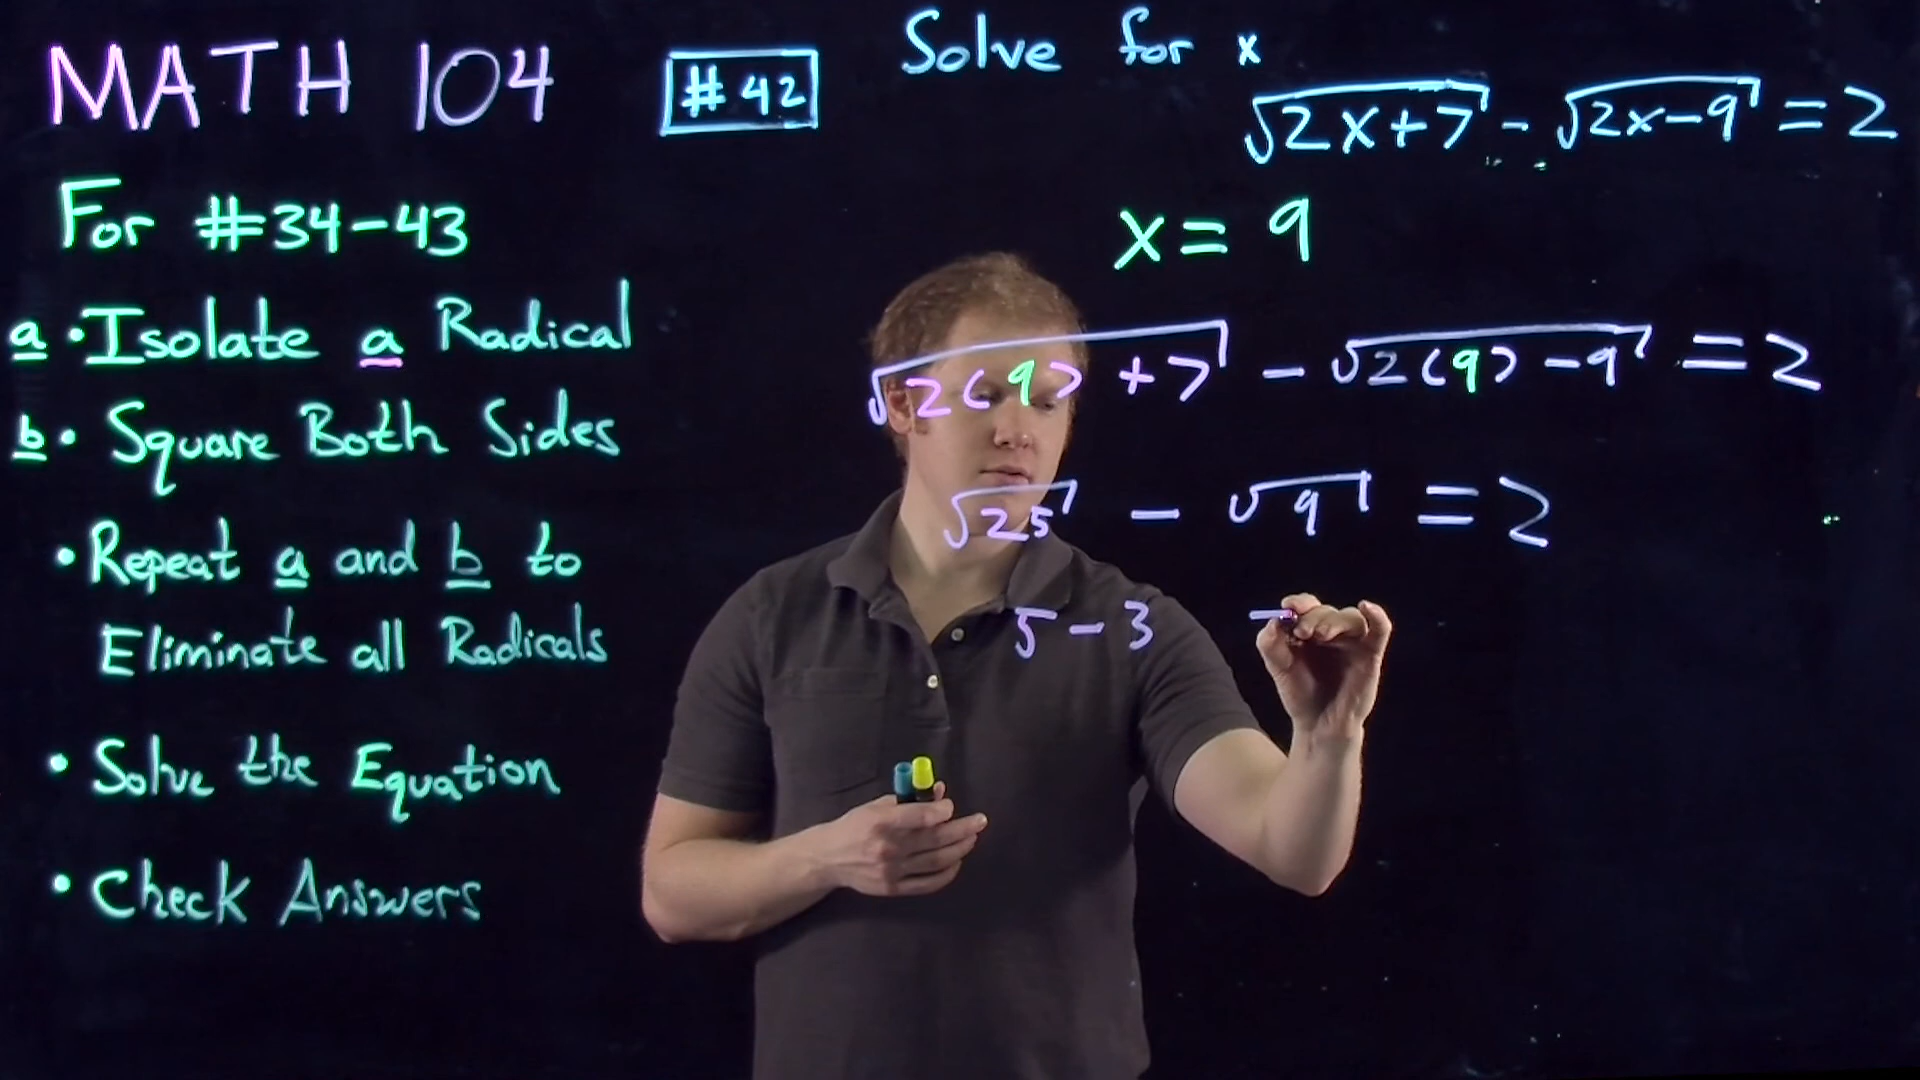 MATH 104
#42
Solve for x
√2x+7 - √2x-9 = 2
For #34-43
x = 9
a • Isolate a Radical
√2(9)+7 - √2(9)-9 = 2
b • Square Both Sides
√25 - √9 = 2
• Repeat a and b to
Eliminate all Radicals
5 - 3
• Solve the Equation
• Check Answers